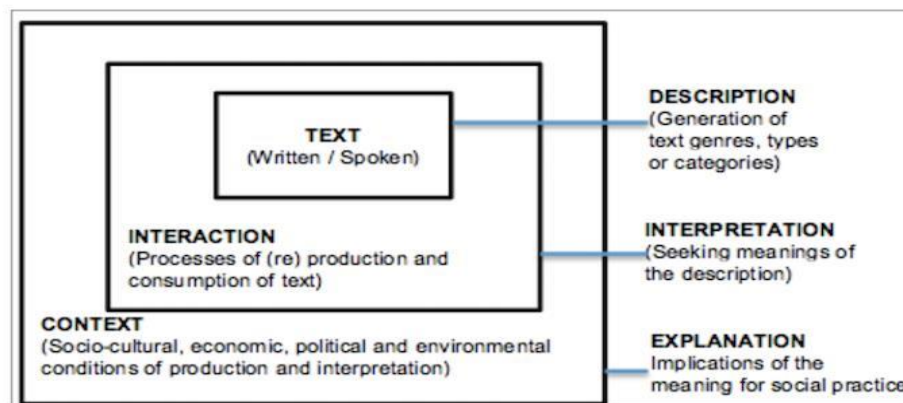 TEXT
(Written / Spoken)
INTERACTION
(Processes of (re) production and
consumption of text)
CONTEXT
(Socio-cultural, economic, political and environmental
conditions of production and interpretation)
DESCRIPTION
(Generation of
text genres, types
or categories)
INTERPRETATION
(Seeking meanings of
the description)
EXPLANATION
Implications of the
meaning for social practice